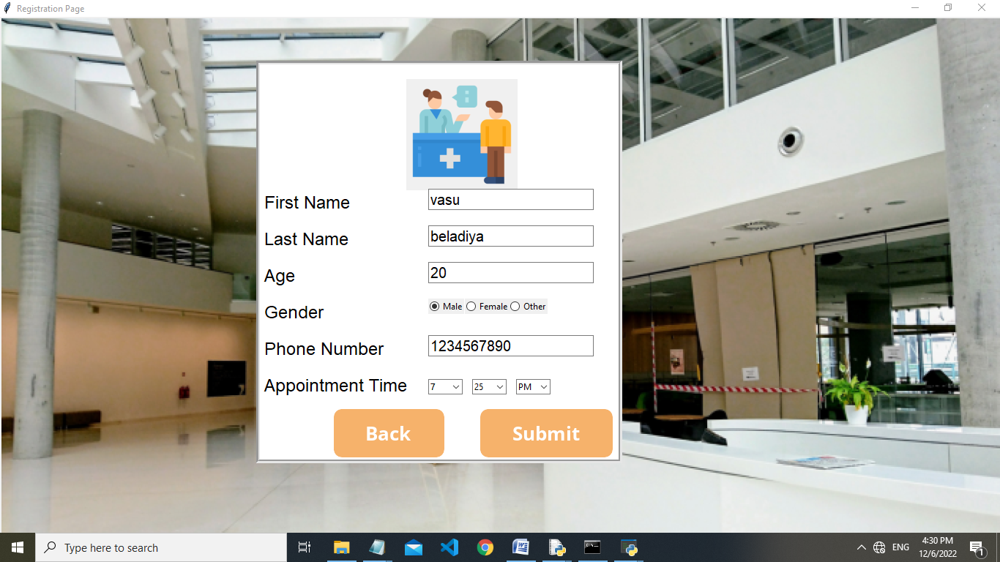 Registration Page
First Name vasu
Last Name beladiya
Age 20
Gender Male Female Other
Phone Number 1234567890
Appointment Time 7 25 PM
Back Submit
Type here to search
ENG
4:30 PM
12/6/2022
1